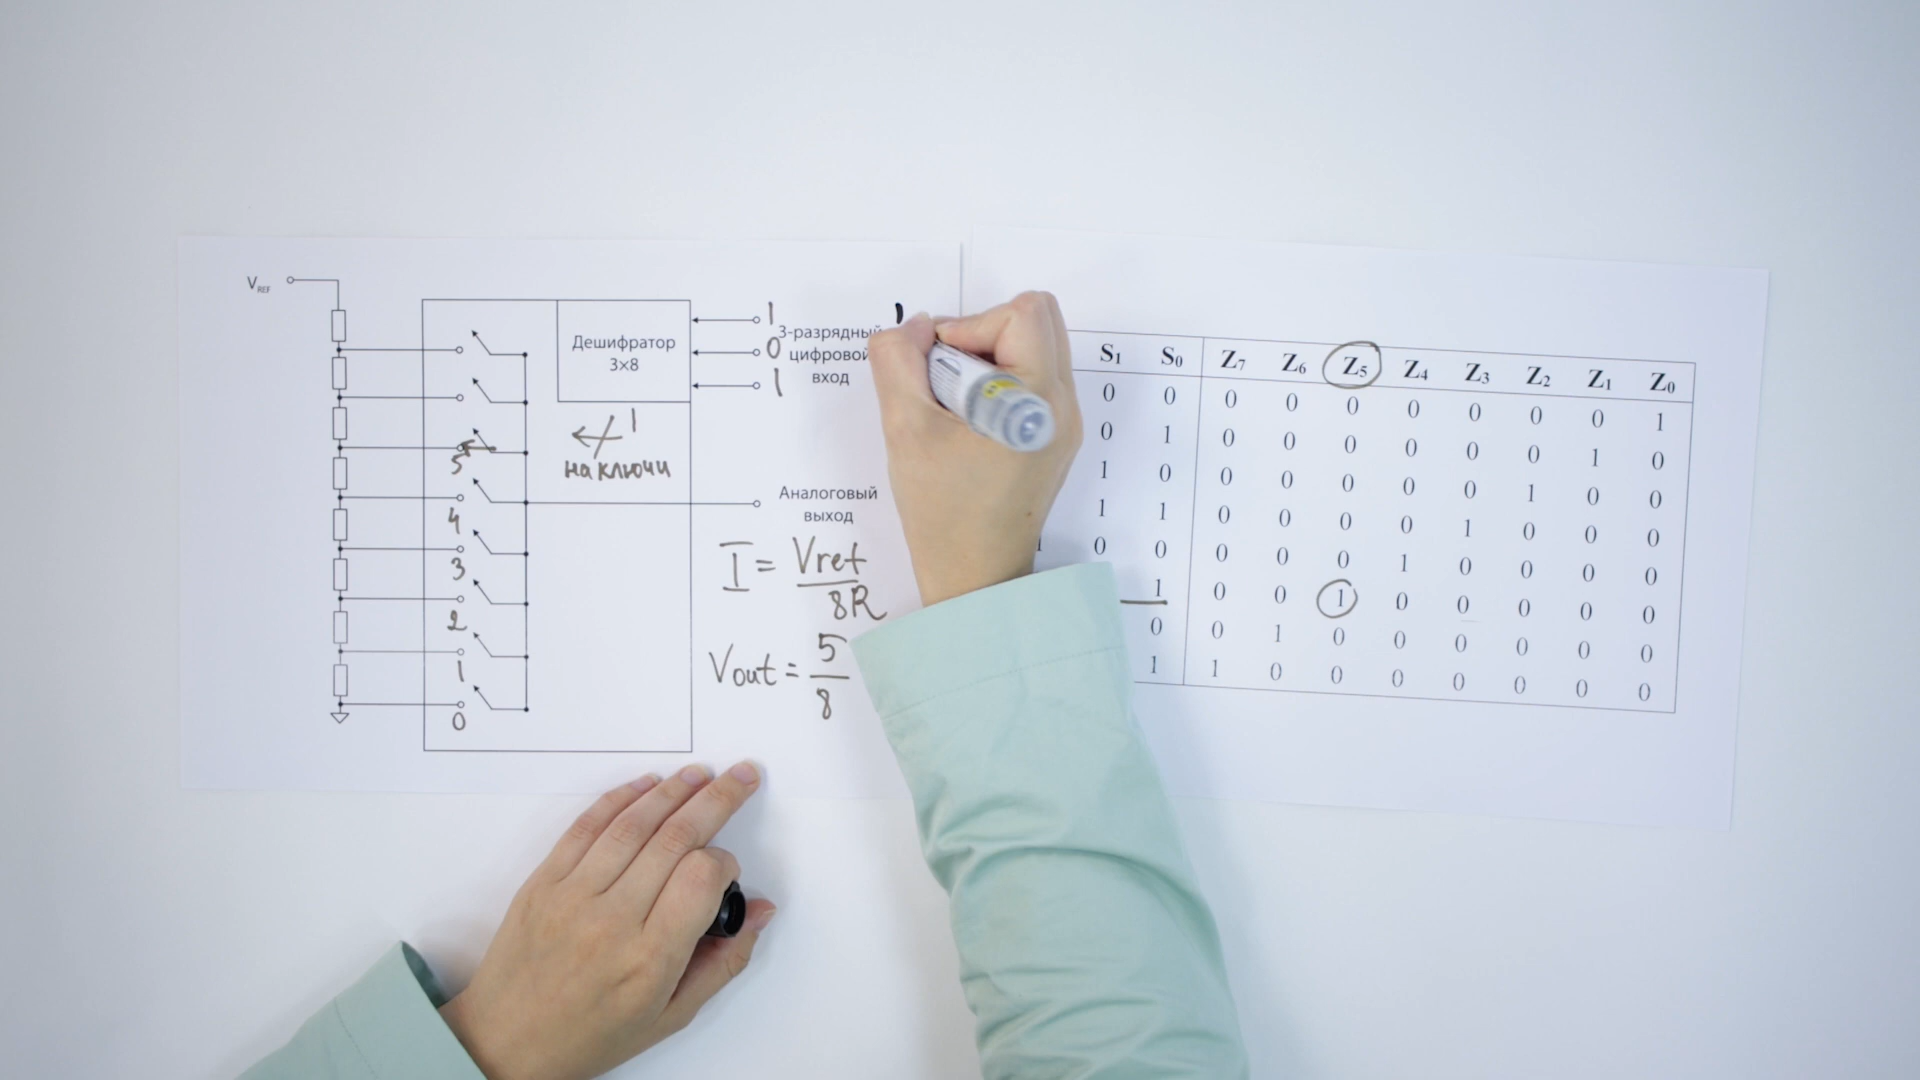 V REF
Дешифратор
3×8
1
0
1
3-разрядный
цифровой
вход
1
на ключи
5
4
3
2
1
0
Аналоговый
выход
I = Vref / 8R
Vout = 5 / 8
S1 S0 Z7 Z6 Z5 Z4 Z3 Z2 Z1 Z0
0 0 0 0 0 0 0 0 0 1
0 1 0 0 0 0 0 0 1 0
1 0 0 0 0 0 0 1 0 0
1 1 0 0 0 0 1 0 0 0
1 0 0 0 0 0 1 0 0 0 0
1 0 0 1 0 0 0 0 0
0 0 1 0 0 0 0 0 0
1 1 0 0 0 0 0 0 0